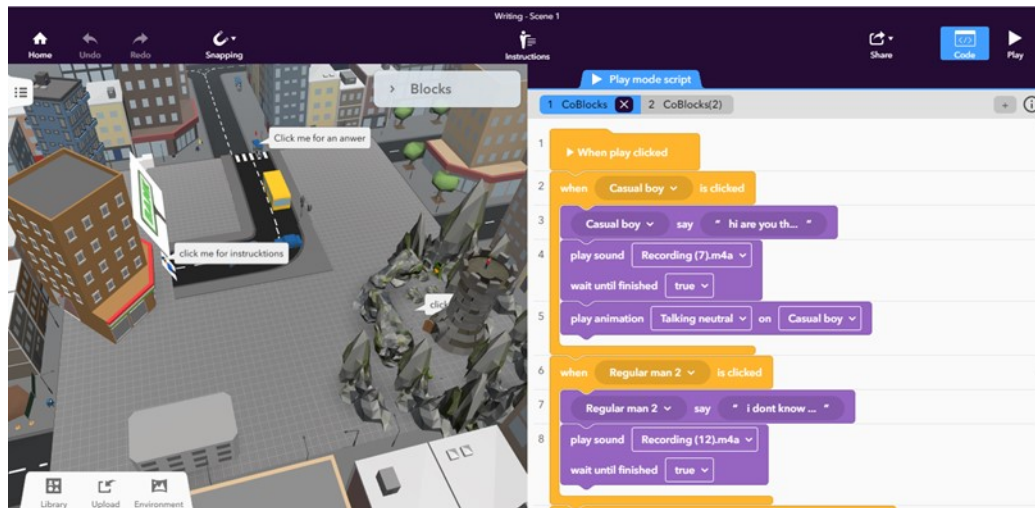 Writing - Scene 1
Home Undo Redo Snapping Instructions Share Code Play
Play mode script
Blocks
1 CoBlocks 2 CoBlocks(2)
Click me for an anwer
click me for instrucktions
click
BANK
1 When play clicked
2 when Casual boy is clicked
3 Casual boy say “ hi are you th... ”
4 play sound Recording (7).m4a
wait until finished true
5 play animation Talking neutral on Casual boy
6 when Regular man 2 is clicked
7 Regular man 2 say “ i dont know ... ”
8 play sound Recording (12).m4a
wait until finished true
Library Upload Environment